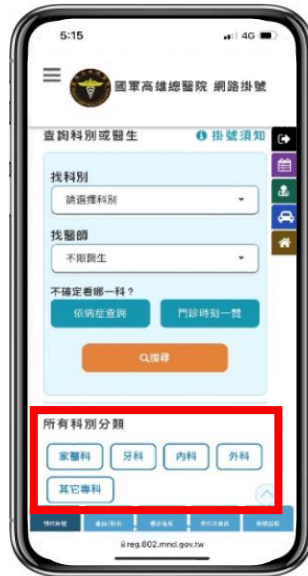 5:15
4G
國軍高雄總醫院 網路掛號
查詢科別或醫生 掛號須知
找科別
請選擇科別
找醫師
不限醫生
不確定看哪一科？
依病症查詢 門診時刻一覽
搜尋
所有科別分類
家醫科 牙科 內科 外科
其它專科
reg.802.mnd.gov.tw